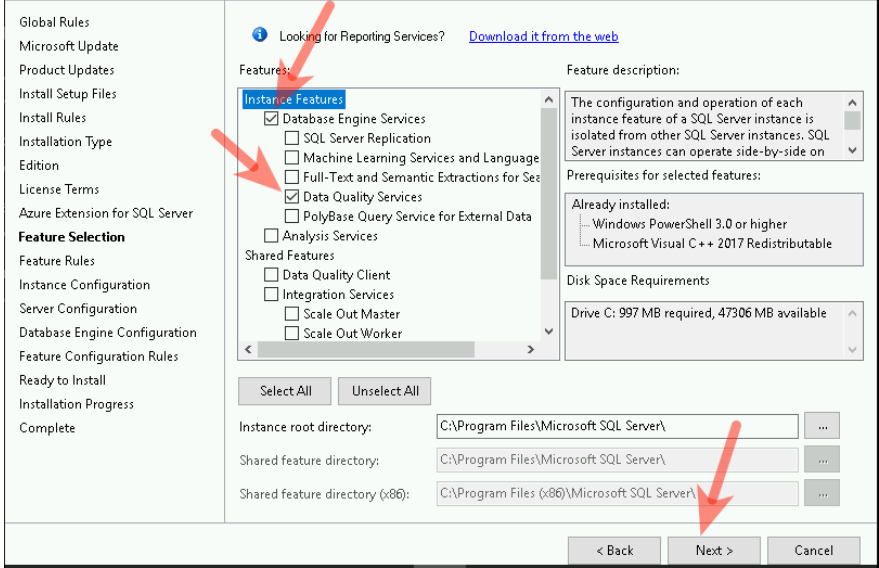 Global Rules
Microsoft Update
Product Updates
Install Setup Files
Install Rules
Installation Type
Edition
License Terms
Azure Extension for SQL Server
Feature Selection
Feature Rules
Instance Configuration
Server Configuration
Database Engine Configuration
Feature Configuration Rules
Ready to Install
Installation Progress
Complete
Looking for Reporting Services? Download it from the web
Features:
Instance Features
Database Engine Services
SQL Server Replication
Machine Learning Services and Language
Full-Text and Semantic Extractions for Sea
Data Quality Services
PolyBase Query Service for External Data
Analysis Services
Shared Features
Data Quality Client
Integration Services
Scale Out Master
Scale Out Worker
Feature description:
The configuration and operation of each
instance feature of a SQL Server instance is
isolated from other SQL Server instances. SQL
Server instances can operate side-by-side on
Prerequisites for selected features:
Already installed:
Windows PowerShell 3.0 or higher
Microsoft Visual C++ 2017 Redistributable
Disk Space Requirements
Drive C: 997 MB required, 47306 MB available
Select All Unselect All
Instance root directory: C:\Program Files\Microsoft SQL Server\ ...
Shared feature directory: C:\Program Files\Microsoft SQL Server\ ...
Shared feature directory (x86): C:\Program Files (x86)\Microsoft SQL Server\ ...
< Back Next > Cancel